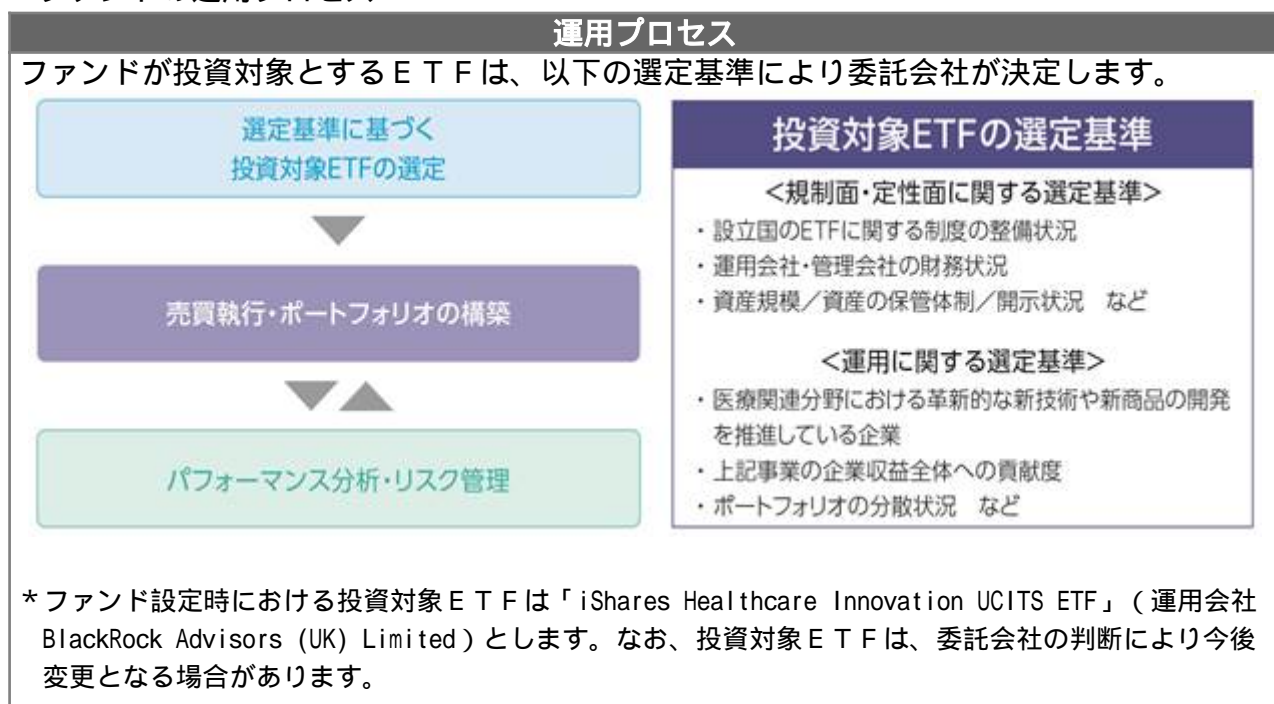 運用プロセス
ファンドが投資対象とするＥＴＦは、以下の選定基準により委託会社が決定します。
選定基準に基づく
投資対象ETFの選定
売買執行・ポートフォリオの構築
パフォーマンス分析・リスク管理
投資対象ETFの選定基準
＜規制面・定性面に関する選定基準＞
・設立国のETFに関する制度の整備状況
・運用会社・管理会社の財務状況
・資産規模／資産の保管体制／開示状況　など
＜運用に関する選定基準＞
・医療関連分野における革新的な新技術や新商品の開発
を推進している企業
・上記事業の企業収益全体への貢献度
・ポートフォリオの分散状況　など
＊ファンド設定時における投資対象ＥＴＦは「iShares Healthcare Innovation UCITS ETF」（運用会社
BlackRock Advisors (UK) Limited）とします。なお、投資対象ＥＴＦは、委託会社の判断により今後
変更となる場合があります。